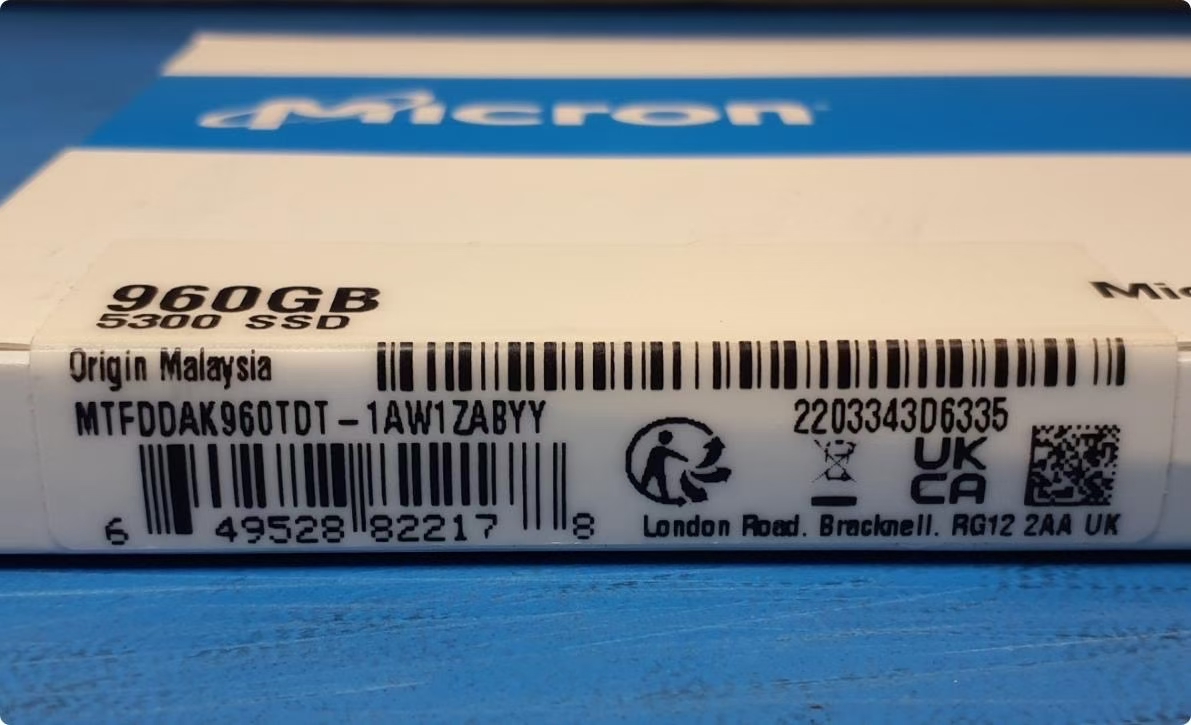 Micron
960GB
5300 SSD
Mic
Origin Malaysia
MTFDDAK960TDT-1AW1ZABYY
2203343D6335
UK
CA
6 49528 82217 8
London Road. Bracknell. RG12 2AA UK